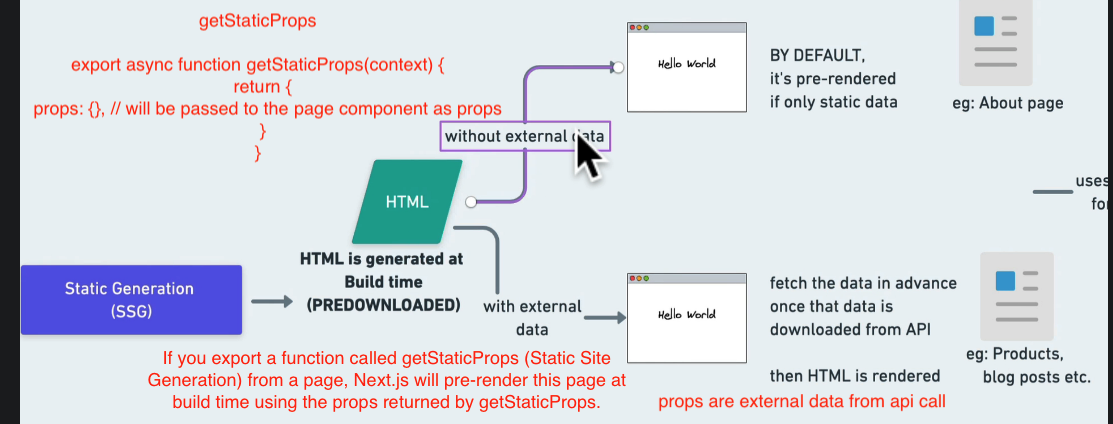 getStaticProps
export async function getStaticProps(context) {
return {
props: {}, // will be passed to the page component as props
}
}
without external data
Hello World
BY DEFAULT,
it's pre-rendered
if only static data
eg: About page
uses
for
HTML
HTML is generated at
Build time
(PREDOWNLOADED)
Static Generation
(SSG)
with external
data
Hello World
fetch the data in advance
once that data is
downloaded from API
then HTML is rendered
eg: Products,
blog posts etc.
If you export a function called getStaticProps (Static Site
Generation) from a page, Next.js will pre-render this page at
build time using the props returned by getStaticProps.
props are external data from api call